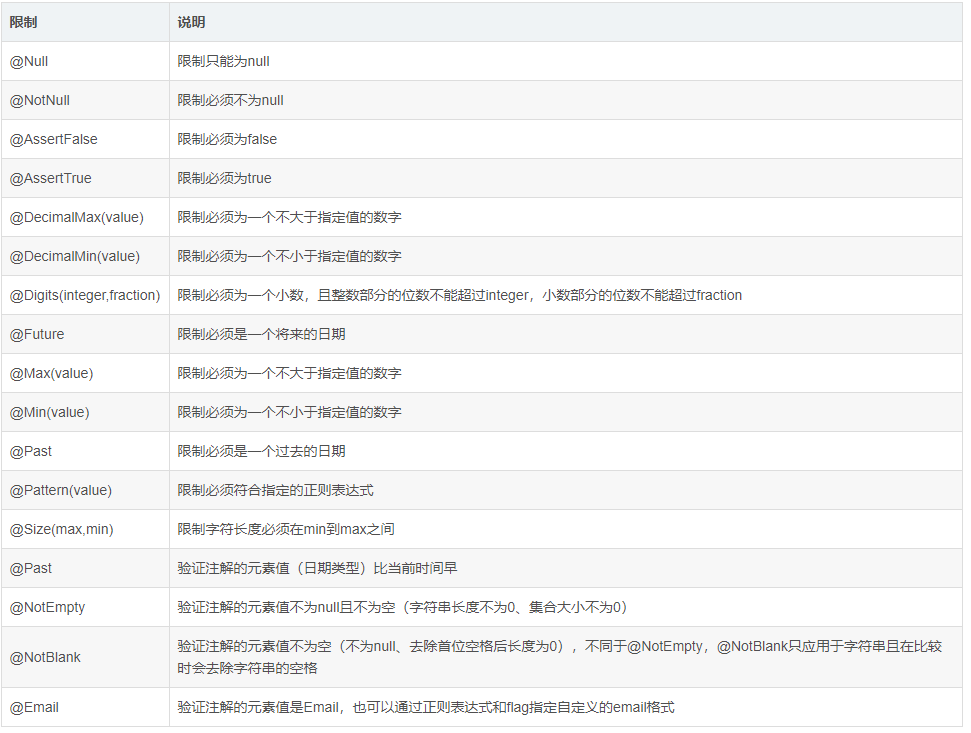 限制 说明
@Null 限制只能为null
@NotNull 限制必须不为null
@AssertFalse 限制必须为false
@AssertTrue 限制必须为true
@DecimalMax(value) 限制必须为一个不大于指定值的数字
@DecimalMin(value) 限制必须为一个不小于指定值的数字
@Digits(integer,fraction) 限制必须为一个小数，且整数部分的位数不能超过integer，小数部分的位数不能超过fraction
@Future 限制必须是一个将来的日期
@Max(value) 限制必须为一个不大于指定值的数字
@Min(value) 限制必须为一个不小于指定值的数字
@Past 限制必须是一个过去的日期
@Pattern(value) 限制必须符合指定的正则表达式
@Size(max,min) 限制字符长度必须在min到max之间
@Past 验证注解的元素值（日期类型）比当前时间早
@NotEmpty 验证注解的元素值不为null且不为空（字符串长度不为0、集合大小不为0）
@NotBlank 验证注解的元素值不为空（不为null、去除首位空格后长度为0），不同于@NotEmpty，@NotBlank只应用于字符串且在比较
时会去除字符串的空格
@Email 验证注解的元素值是Email，也可以通过正则表达式和flag指定自定义的email格式